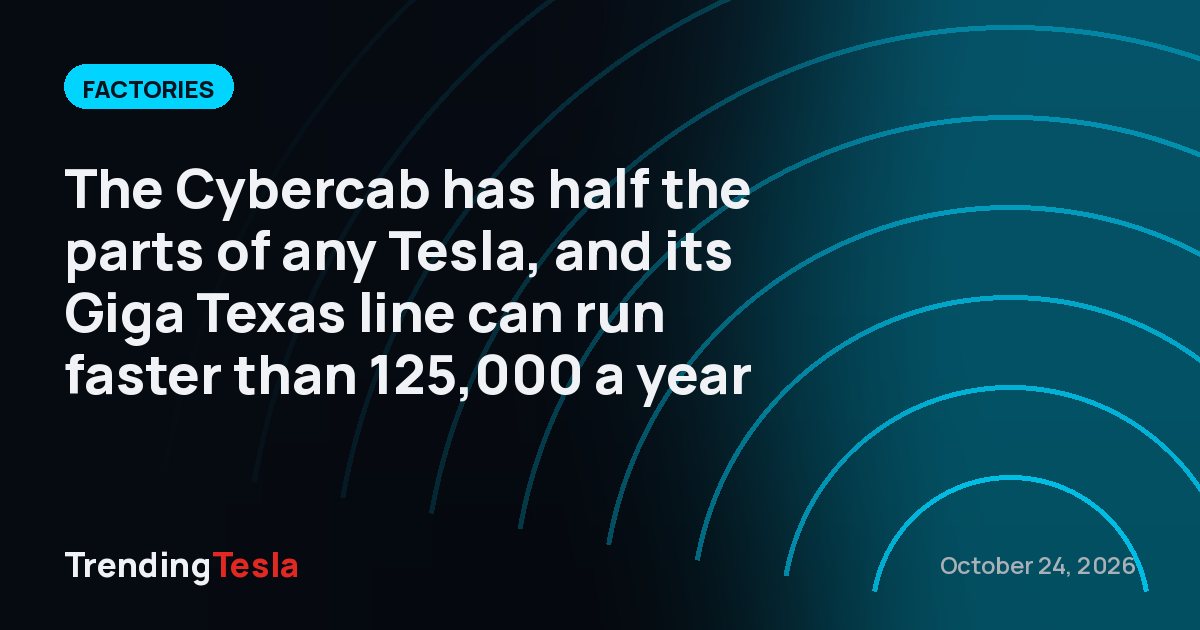 FACTORIES
The Cybercab has half the
parts of any Tesla, and its
Giga Texas line can run
faster than 125,000 a year
TrendingTesla
October 24, 2026